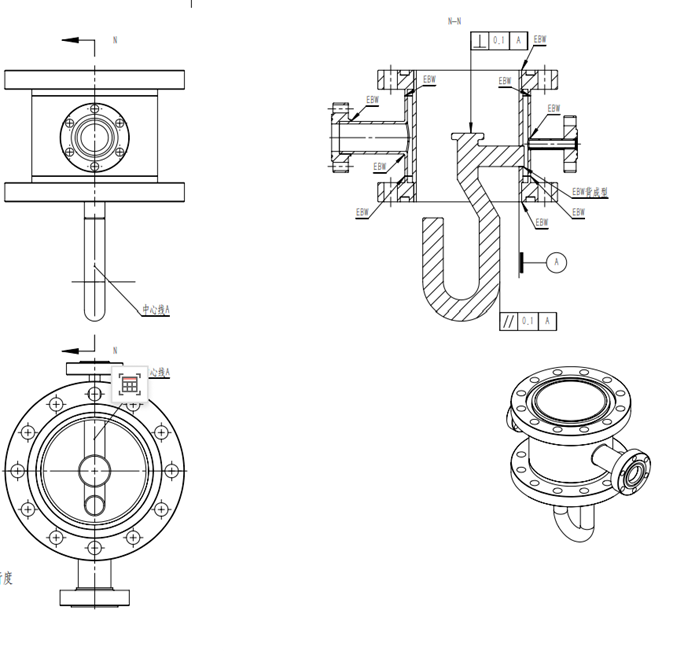 N
N-N
⊥ 0.1 A
EBW
EBW
EBW
EBW
EBW
EBW
EBW
EBW背成型
EBW
EBW
A
// 0.1 A
中心线A
N
心线A
度